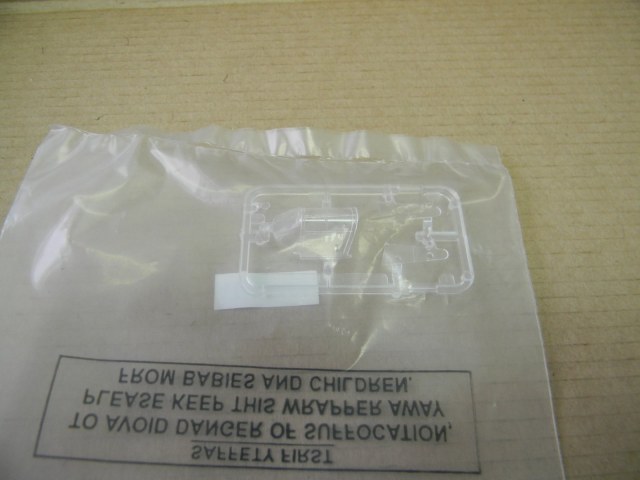 SAFFETY FIRST
TO AVOID DANGER OF SUFFOCATION,
PLEASE KEEP THIS WRAPPER AWAY
FROM BABIES AND CHILDREN.